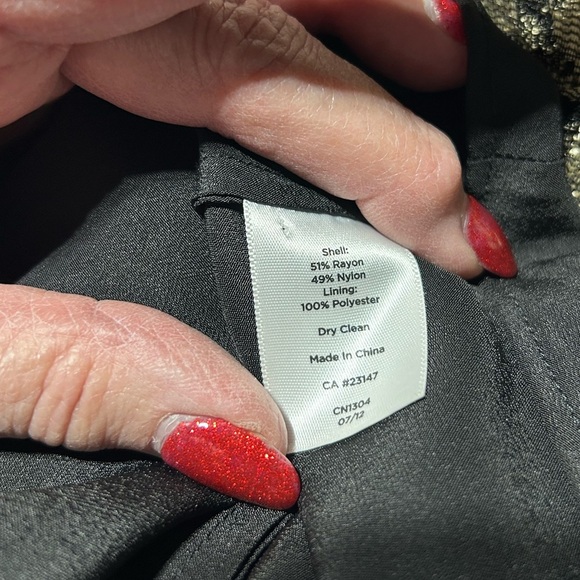 Shell:
51% Rayon
49% Nylon
Lining:
100% Polyester
Dry Clean
Made In China
CA #23147
CN1304
07/12